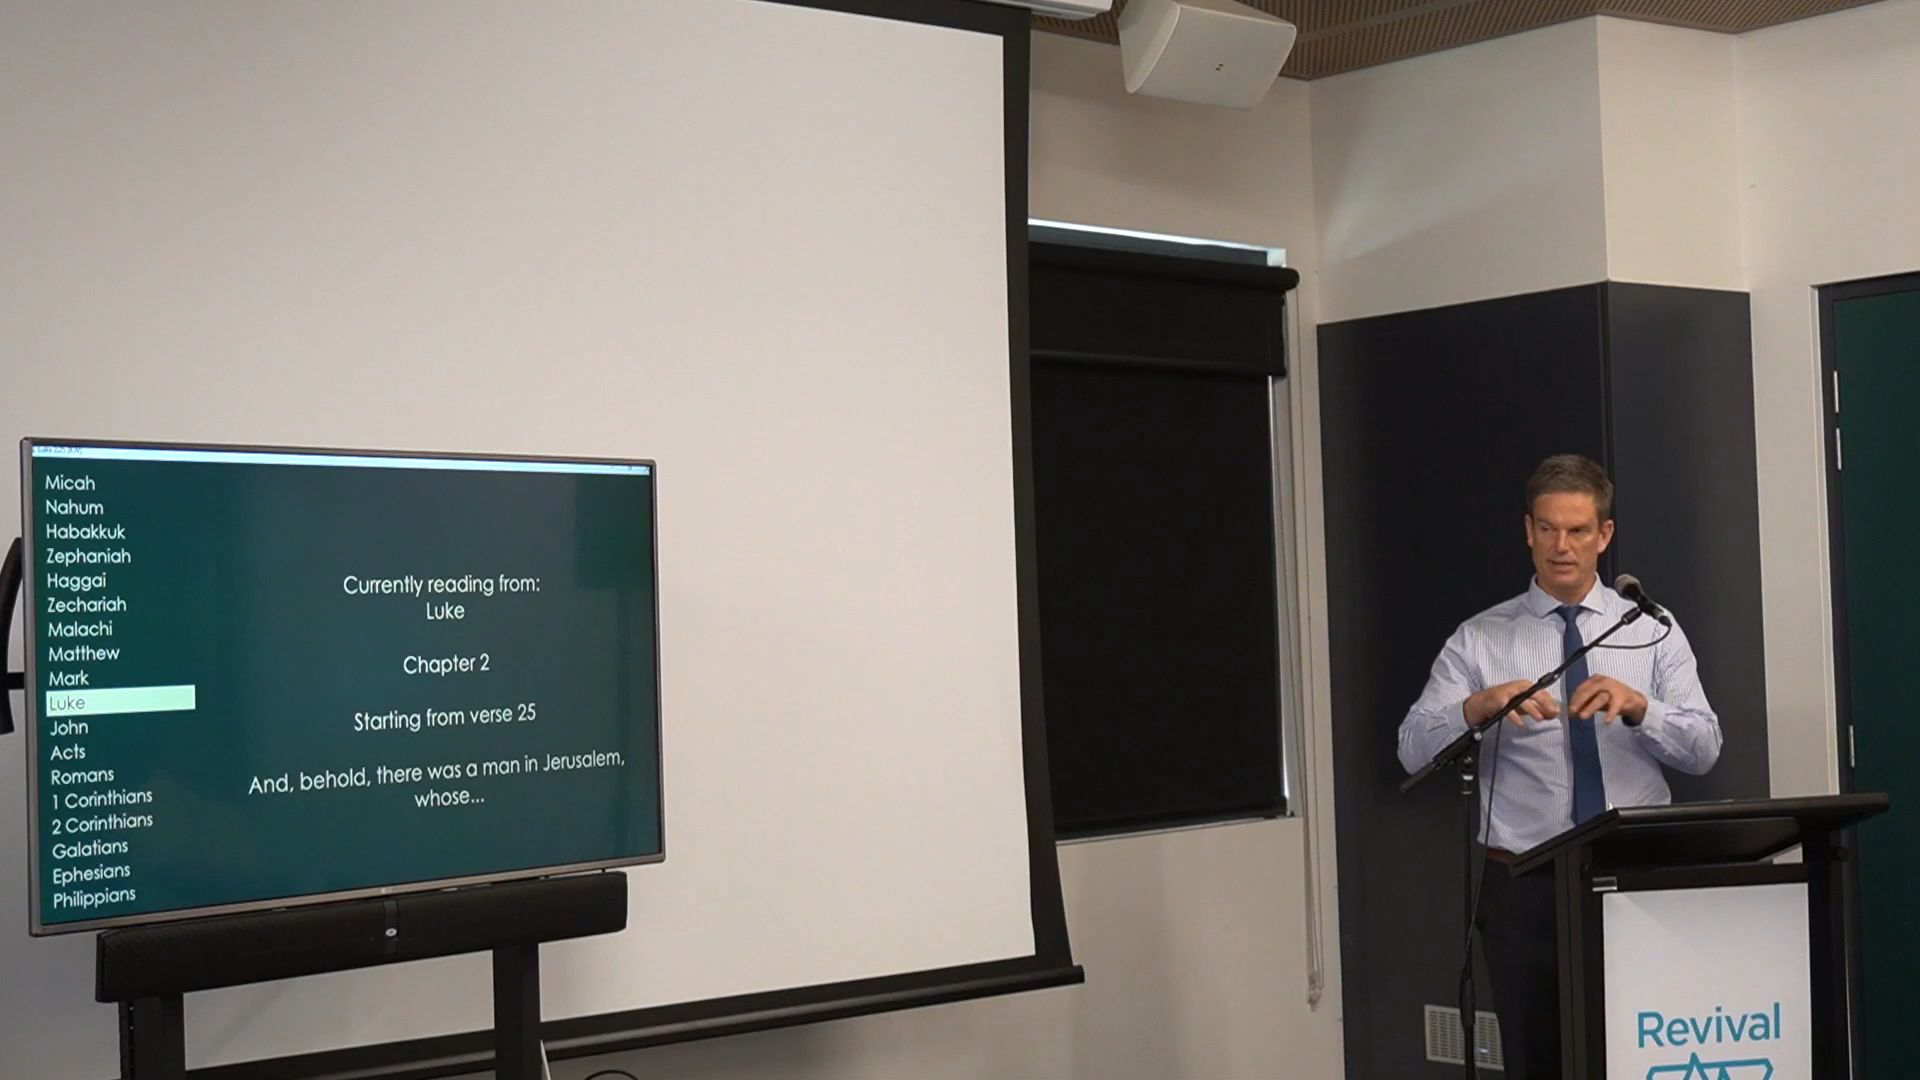 Micah
Nahum
Habakkuk
Zephaniah
Haggai
Zechariah
Malachi
Matthew
Mark
Luke
John
Acts
Romans
1 Corinthians
2 Corinthians
Galatians
Ephesians
Philippians
Currently reading from:
Luke
Chapter 2
Starting from verse 25
And, behold, there was a man in Jerusalem,
whose...
Revival